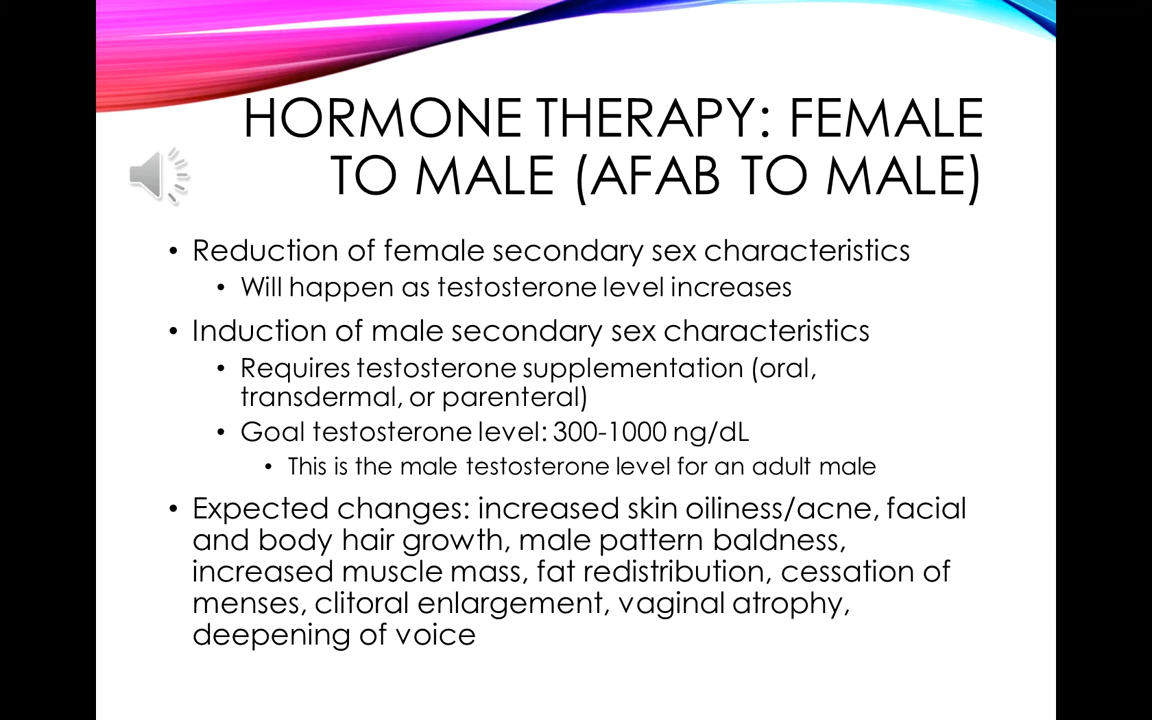 HORMONE THERAPY: FEMALE
TO MALE (AFAB TO MALE)
• Reduction of female secondary sex characteristics
• Will happen as testosterone level increases
• Induction of male secondary sex characteristics
• Requires testosterone supplementation (oral,
transdermal, or parenteral)
• Goal testosterone level: 300-1000 ng/dL
• This is the male testosterone level for an adult male
• Expected changes: increased skin oiliness/acne, facial
and body hair growth, male pattern baldness,
increased muscle mass, fat redistribution, cessation of
menses, clitoral enlargement, vaginal atrophy,
deepening of voice